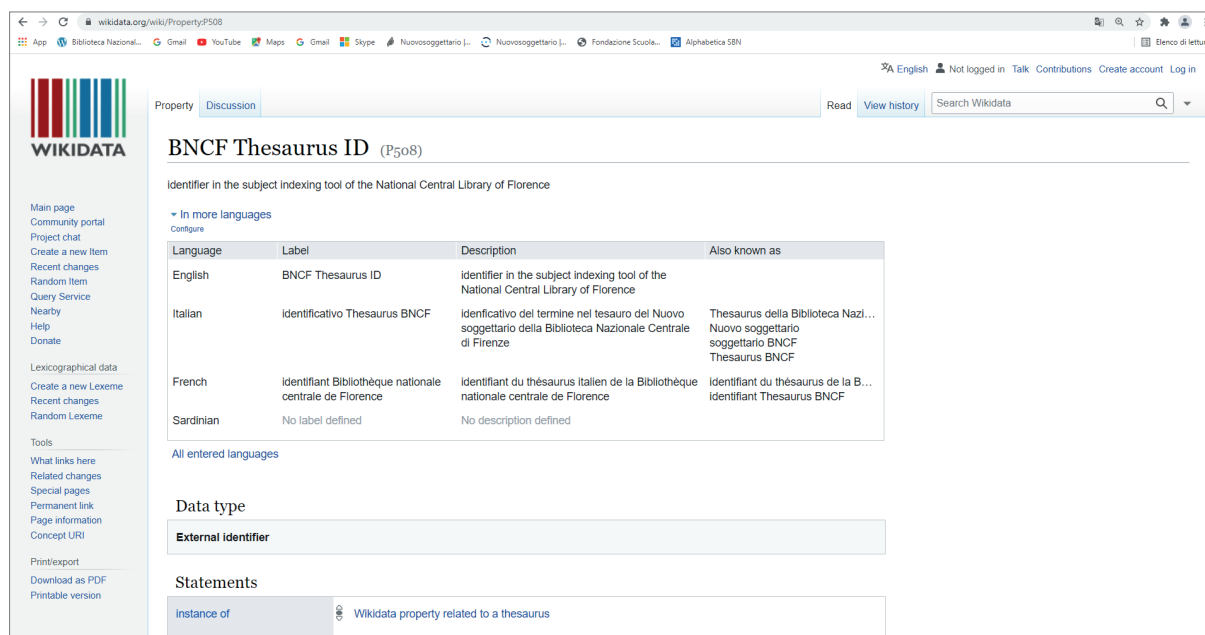 wikidata.org/wiki/Property:P508
App Biblioteca Nazional... Gmail YouTube Maps Gmail Skype Nuovosoggettario |... Nuovosoggettario |... Fondazione Scuola... Alphabetica SBN Elenco di lettur
English Not logged in Talk Contributions Create account Log in
Property Discussion Read View history Search Wikidata
WIKIDATA
BNCF Thesaurus ID (P508)
identifier in the subject indexing tool of the National Central Library of Florence
In more languages
Configure
Language Label Description Also known as
English BNCF Thesaurus ID identifier in the subject indexing tool of the
National Central Library of Florence
Italian identificativo Thesaurus BNCF idenficativo del termine nel tesauro del Nuovo Thesaurus della Biblioteca Nazi...
soggettario della Biblioteca Nazionale Centrale Nuovo soggettario
di Firenze soggettario BNCF
Thesaurus BNCF
French identifiant Bibliothèque nationale identifiant du thésaurus italien de la Bibliothèque identifiant du thésaurus de la B...
centrale de Florence nationale centrale de Florence identifiant Thesaurus BNCF
Sardinian No label defined No description defined
All entered languages
Data type
External identifier
Statements
instance of Wikidata property related to a thesaurus
Main page
Community portal
Project chat
Create a new Item
Recent changes
Random Item
Query Service
Nearby
Help
Donate
Lexicographical data
Create a new Lexeme
Recent changes
Random Lexeme
Tools
What links here
Related changes
Special pages
Permanent link
Page information
Concept URI
Print/export
Download as PDF
Printable version